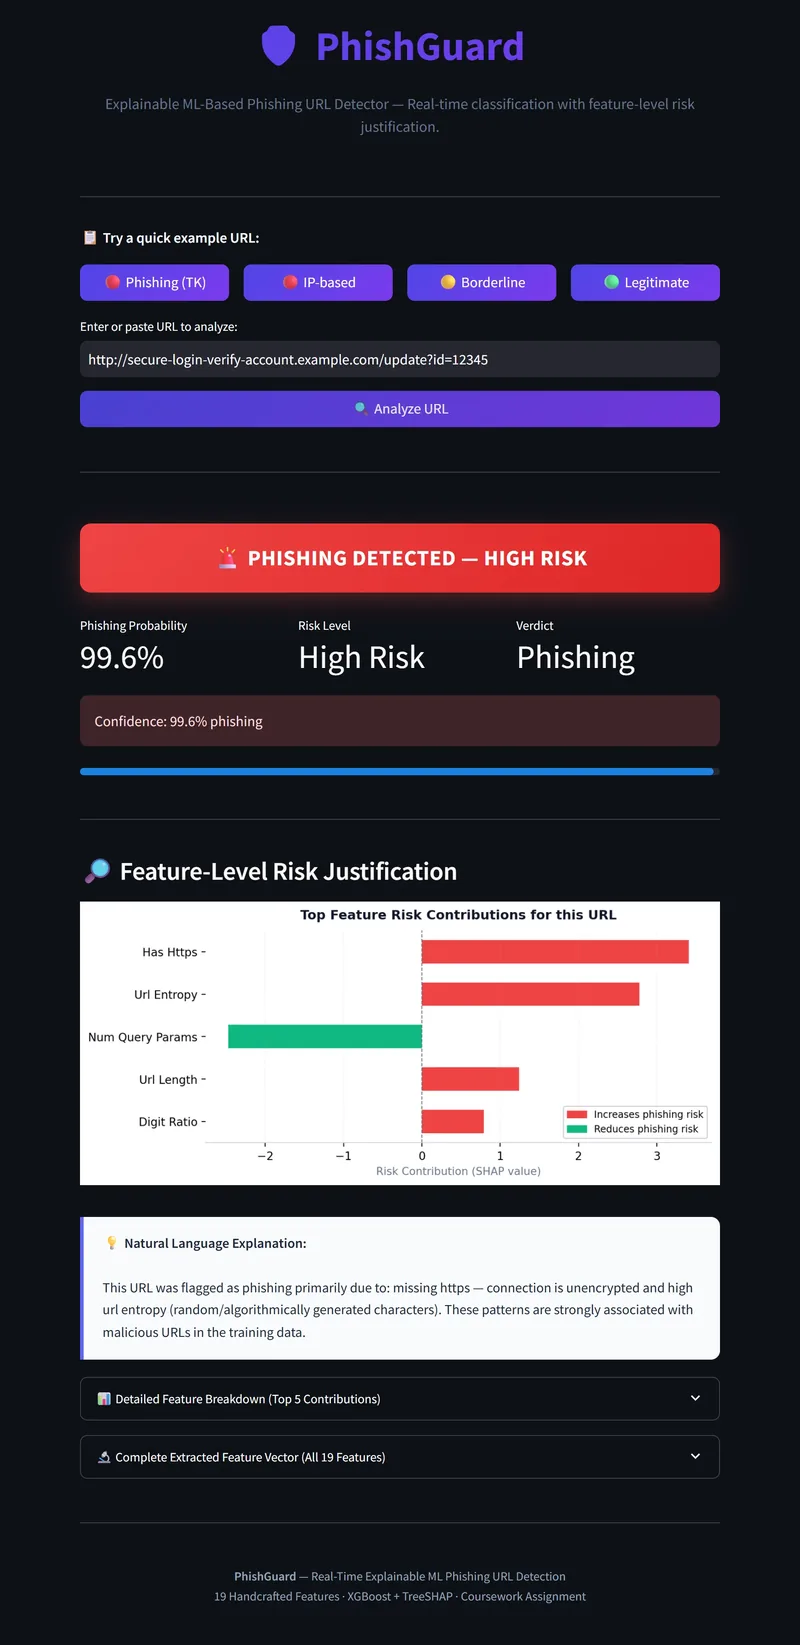 PhishGuard
Explainable ML-Based Phishing URL Detector — Real-time classification with feature-level risk
justification.
📋 Try a quick example URL:
🔴 Phishing (TK)
🔴 IP-based
🟡 Borderline
🟢 Legitimate
Enter or paste URL to analyze:
http://secure-login-verify-account.example.com/update?id=12345
🔍 Analyze URL
🚨 PHISHING DETECTED — HIGH RISK
Phishing Probability
99.6%
Risk Level
High Risk
Verdict
Phishing
Confidence: 99.6% phishing
🔎 Feature-Level Risk Justification
Top Feature Risk Contributions for this URL
Has Https
Url Entropy
Num Query Params
Url Length
Digit Ratio
Increases phishing risk
Reduces phishing risk
−2 −1 0 1 2 3
Risk Contribution (SHAP value)
💡 Natural Language Explanation:
This URL was flagged as phishing primarily due to: missing https — connection is unencrypted and high
url entropy (random/algorithmically generated characters). These patterns are strongly associated with
malicious URLs in the training data.
📊 Detailed Feature Breakdown (Top 5 Contributions)
🔬 Complete Extracted Feature Vector (All 19 Features)
PhishGuard — Real-Time Explainable ML Phishing URL Detection
19 Handcrafted Features · XGBoost + TreeSHAP · Coursework Assignment